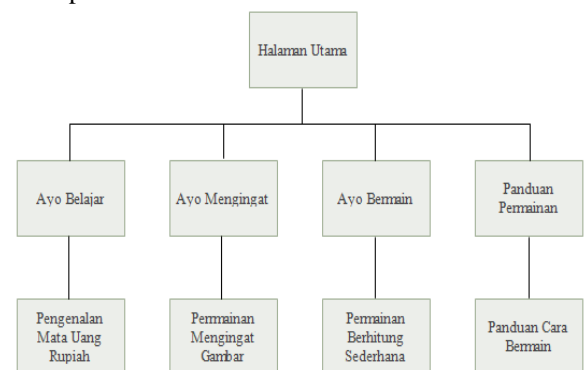 Halaman Utama
Ayo Belajar
Ayo Mengingat
Ayo Bermain
Panduan
Permainan
Pengenalan
Mata Uang
Rupiah
Permainan
Mengingat
Gambar
Permainan
Berhitung
Sederhana
Panduan Cara
Bermain